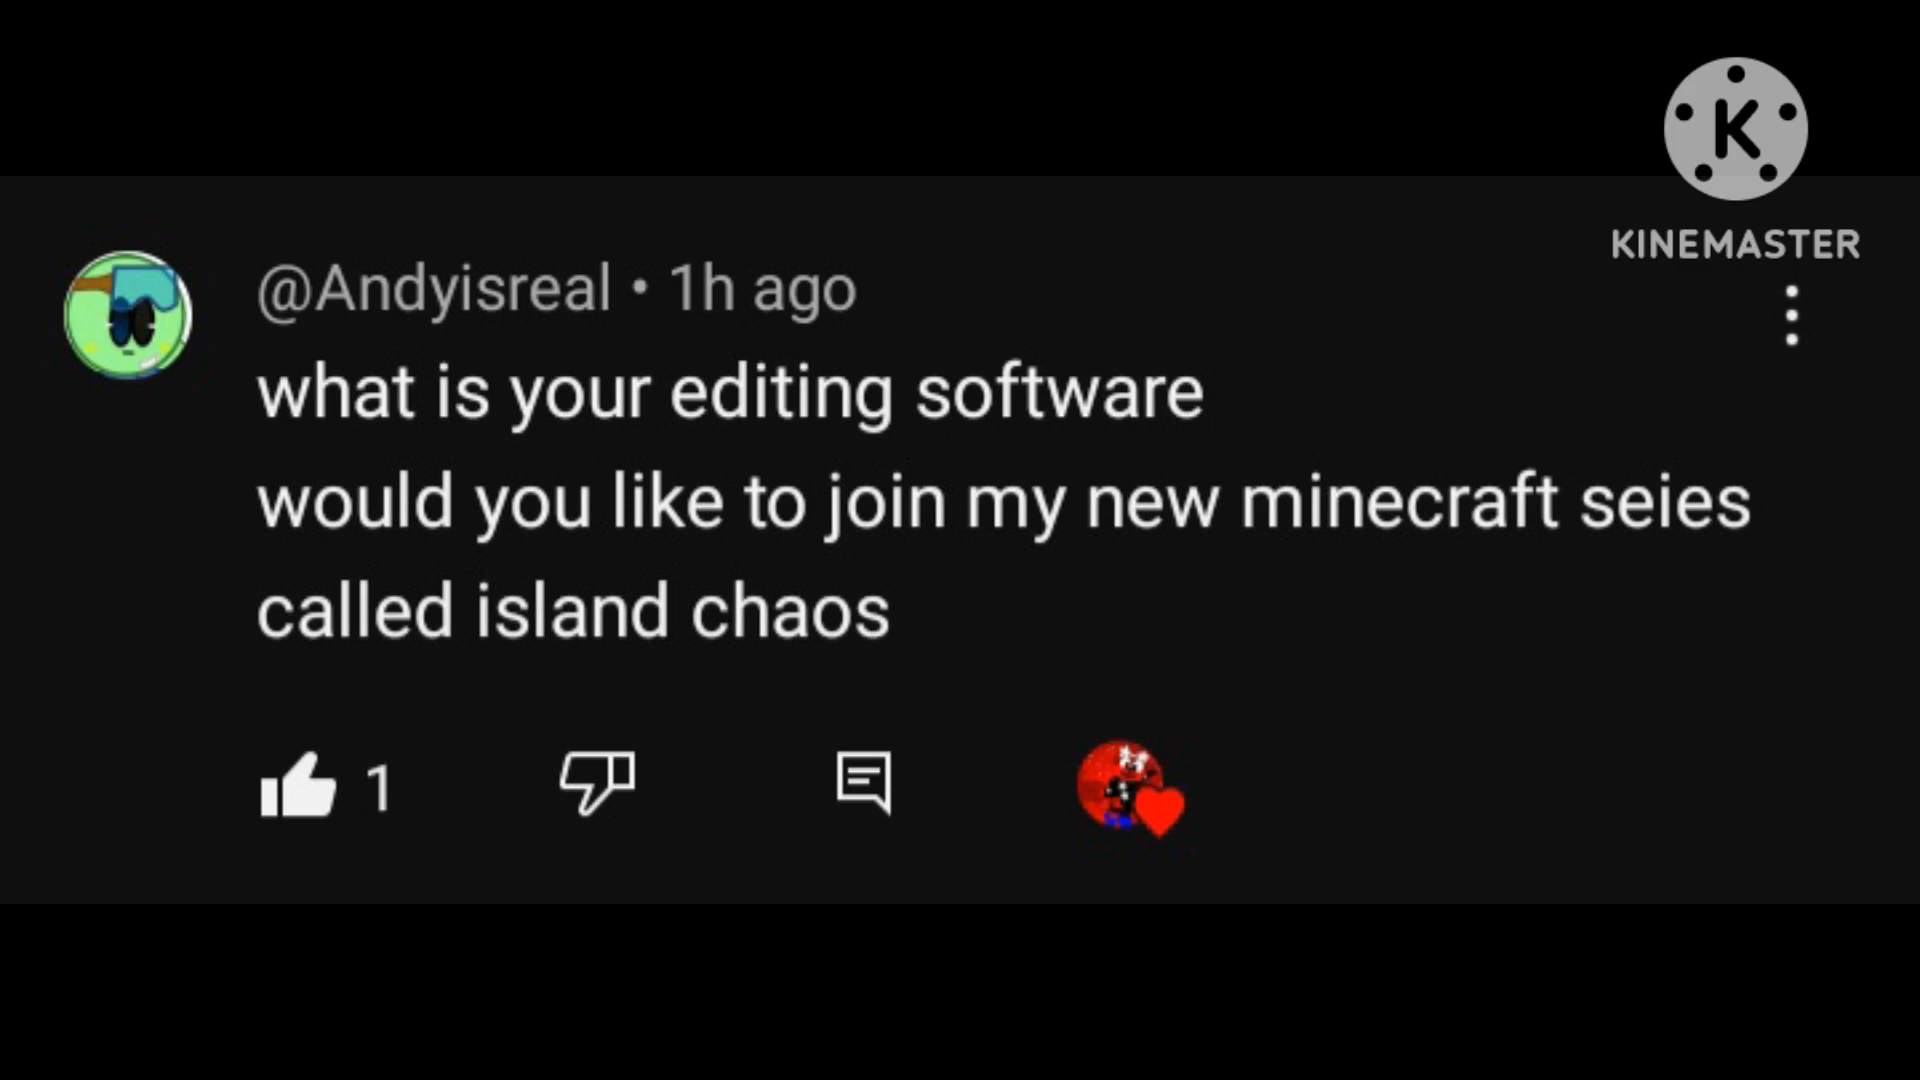 K
KINEMASTER
@Andyisreal • 1h ago
what is your editing software
would you like to join my new minecraft seies
called island chaos
1